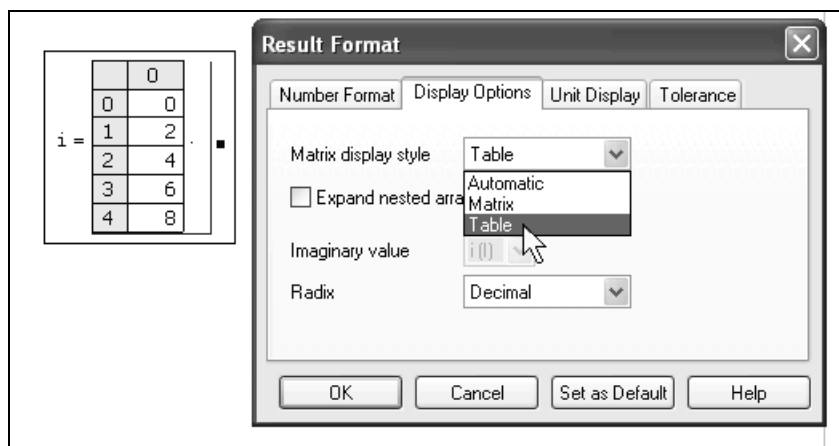 i =
0
0 0
1 2
2 4
3 6
4 8
Result Format
Number Format Display Options Unit Display Tolerance
Matrix display style Table
Automatic
Expand nested arra Matrix
Table
Imaginary value i (I)
Radix Decimal
OK Cancel Set as Default Help